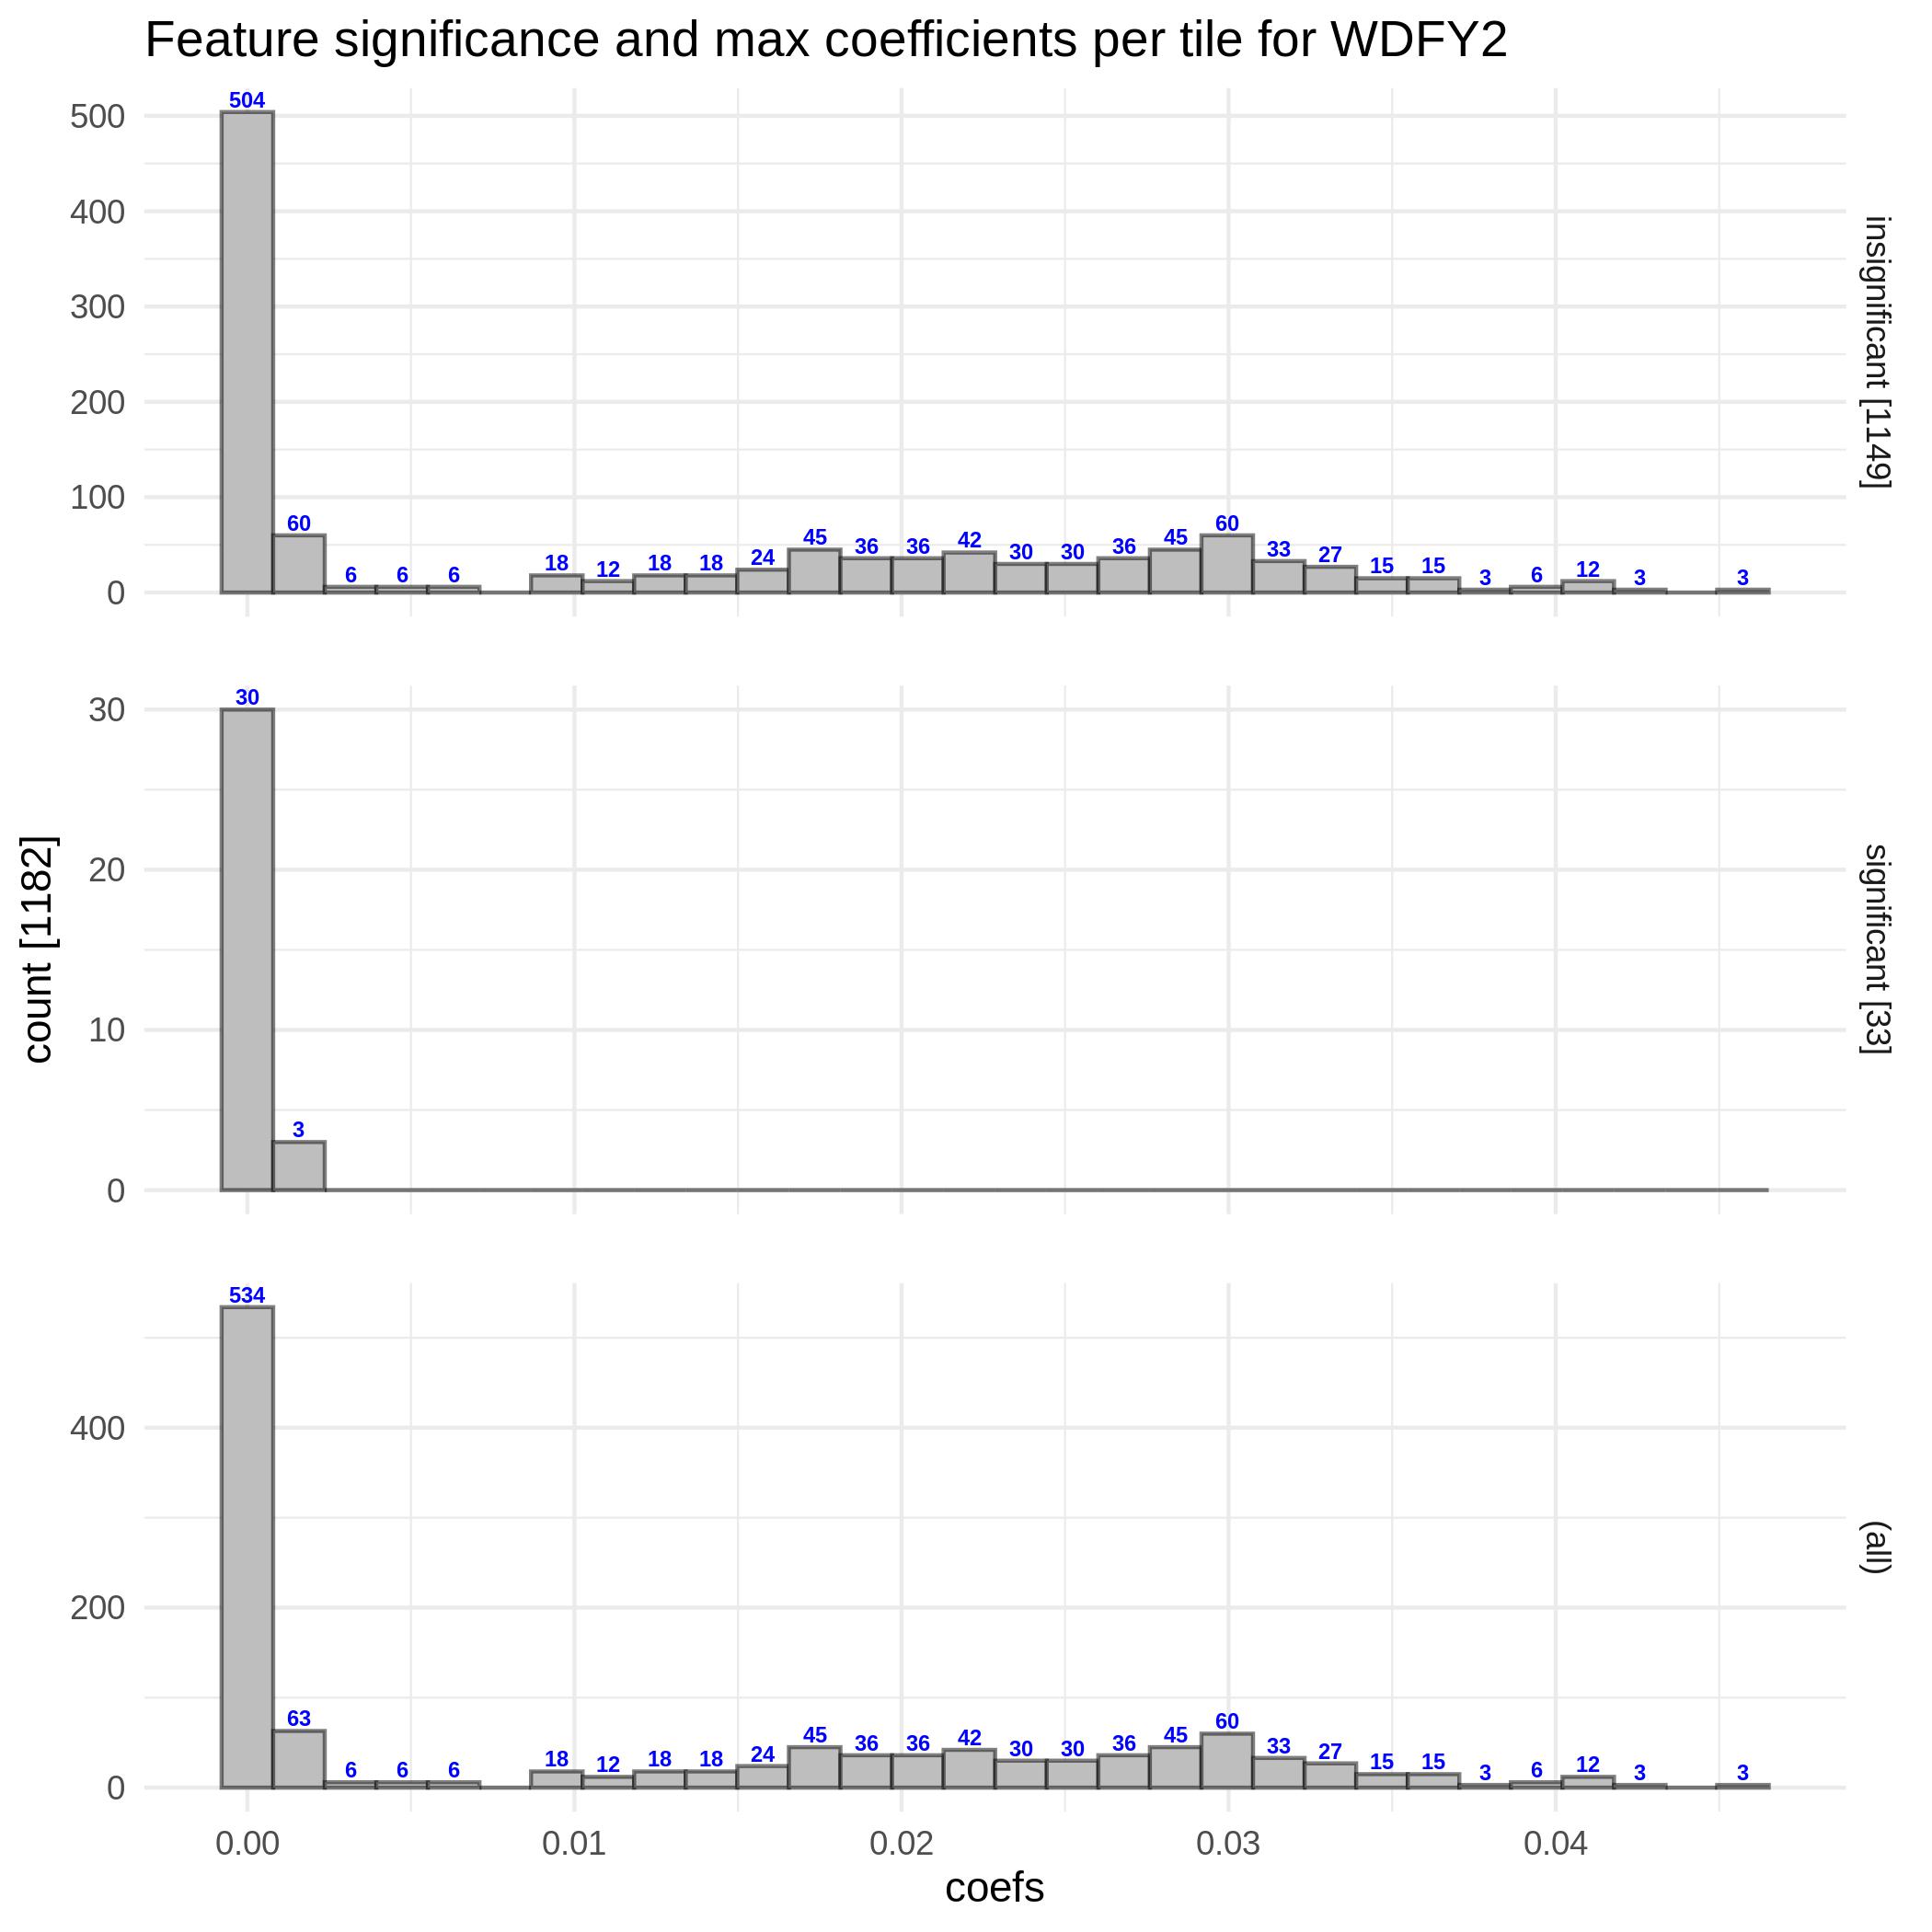 Feature significance and max coefficients per tile for WDFY2
504
500
400
300
200
100
0
60
6 6 6 18 12 18 18 24 45 36 36 42 30 30 36 45 60 33 27 15 15 3 6 12 3 3
insignificant [1149]
30
30
20
10
0
3
significant [33]
count [1182]
534
400
200
0
63
6 6 6 18 12 18 18 24 45 36 36 42 30 30 36 45 60 33 27 15 15 3 6 12 3 3
(all)
0.00 0.01 0.02 0.03 0.04
coefs